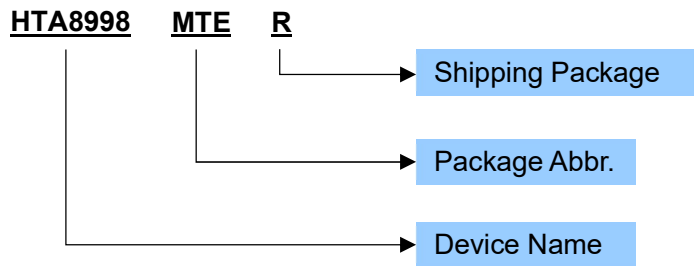 HTA8998 MTE R
Shipping Package
Package Abbr.
Device Name